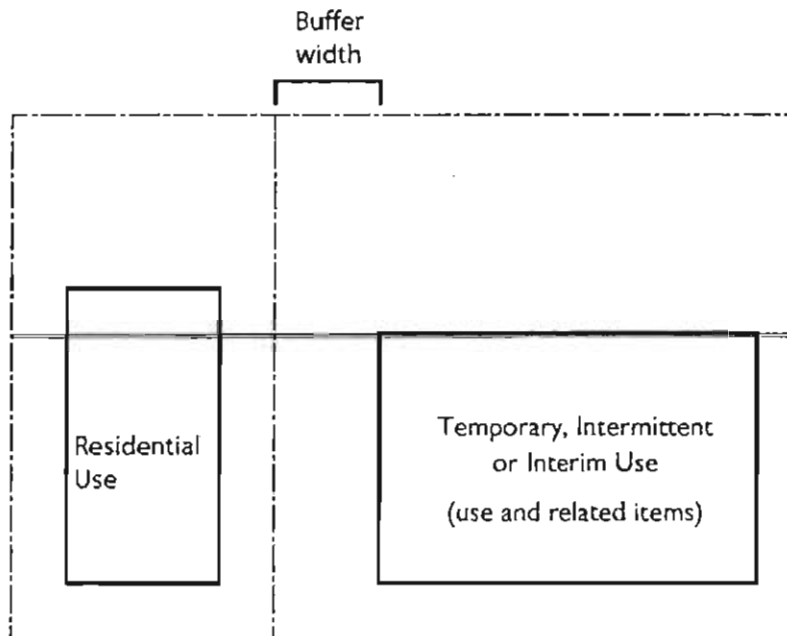 Buffer
width
Residential
Use
Temporary, Intermittent
or Interim Use
(use and related items)